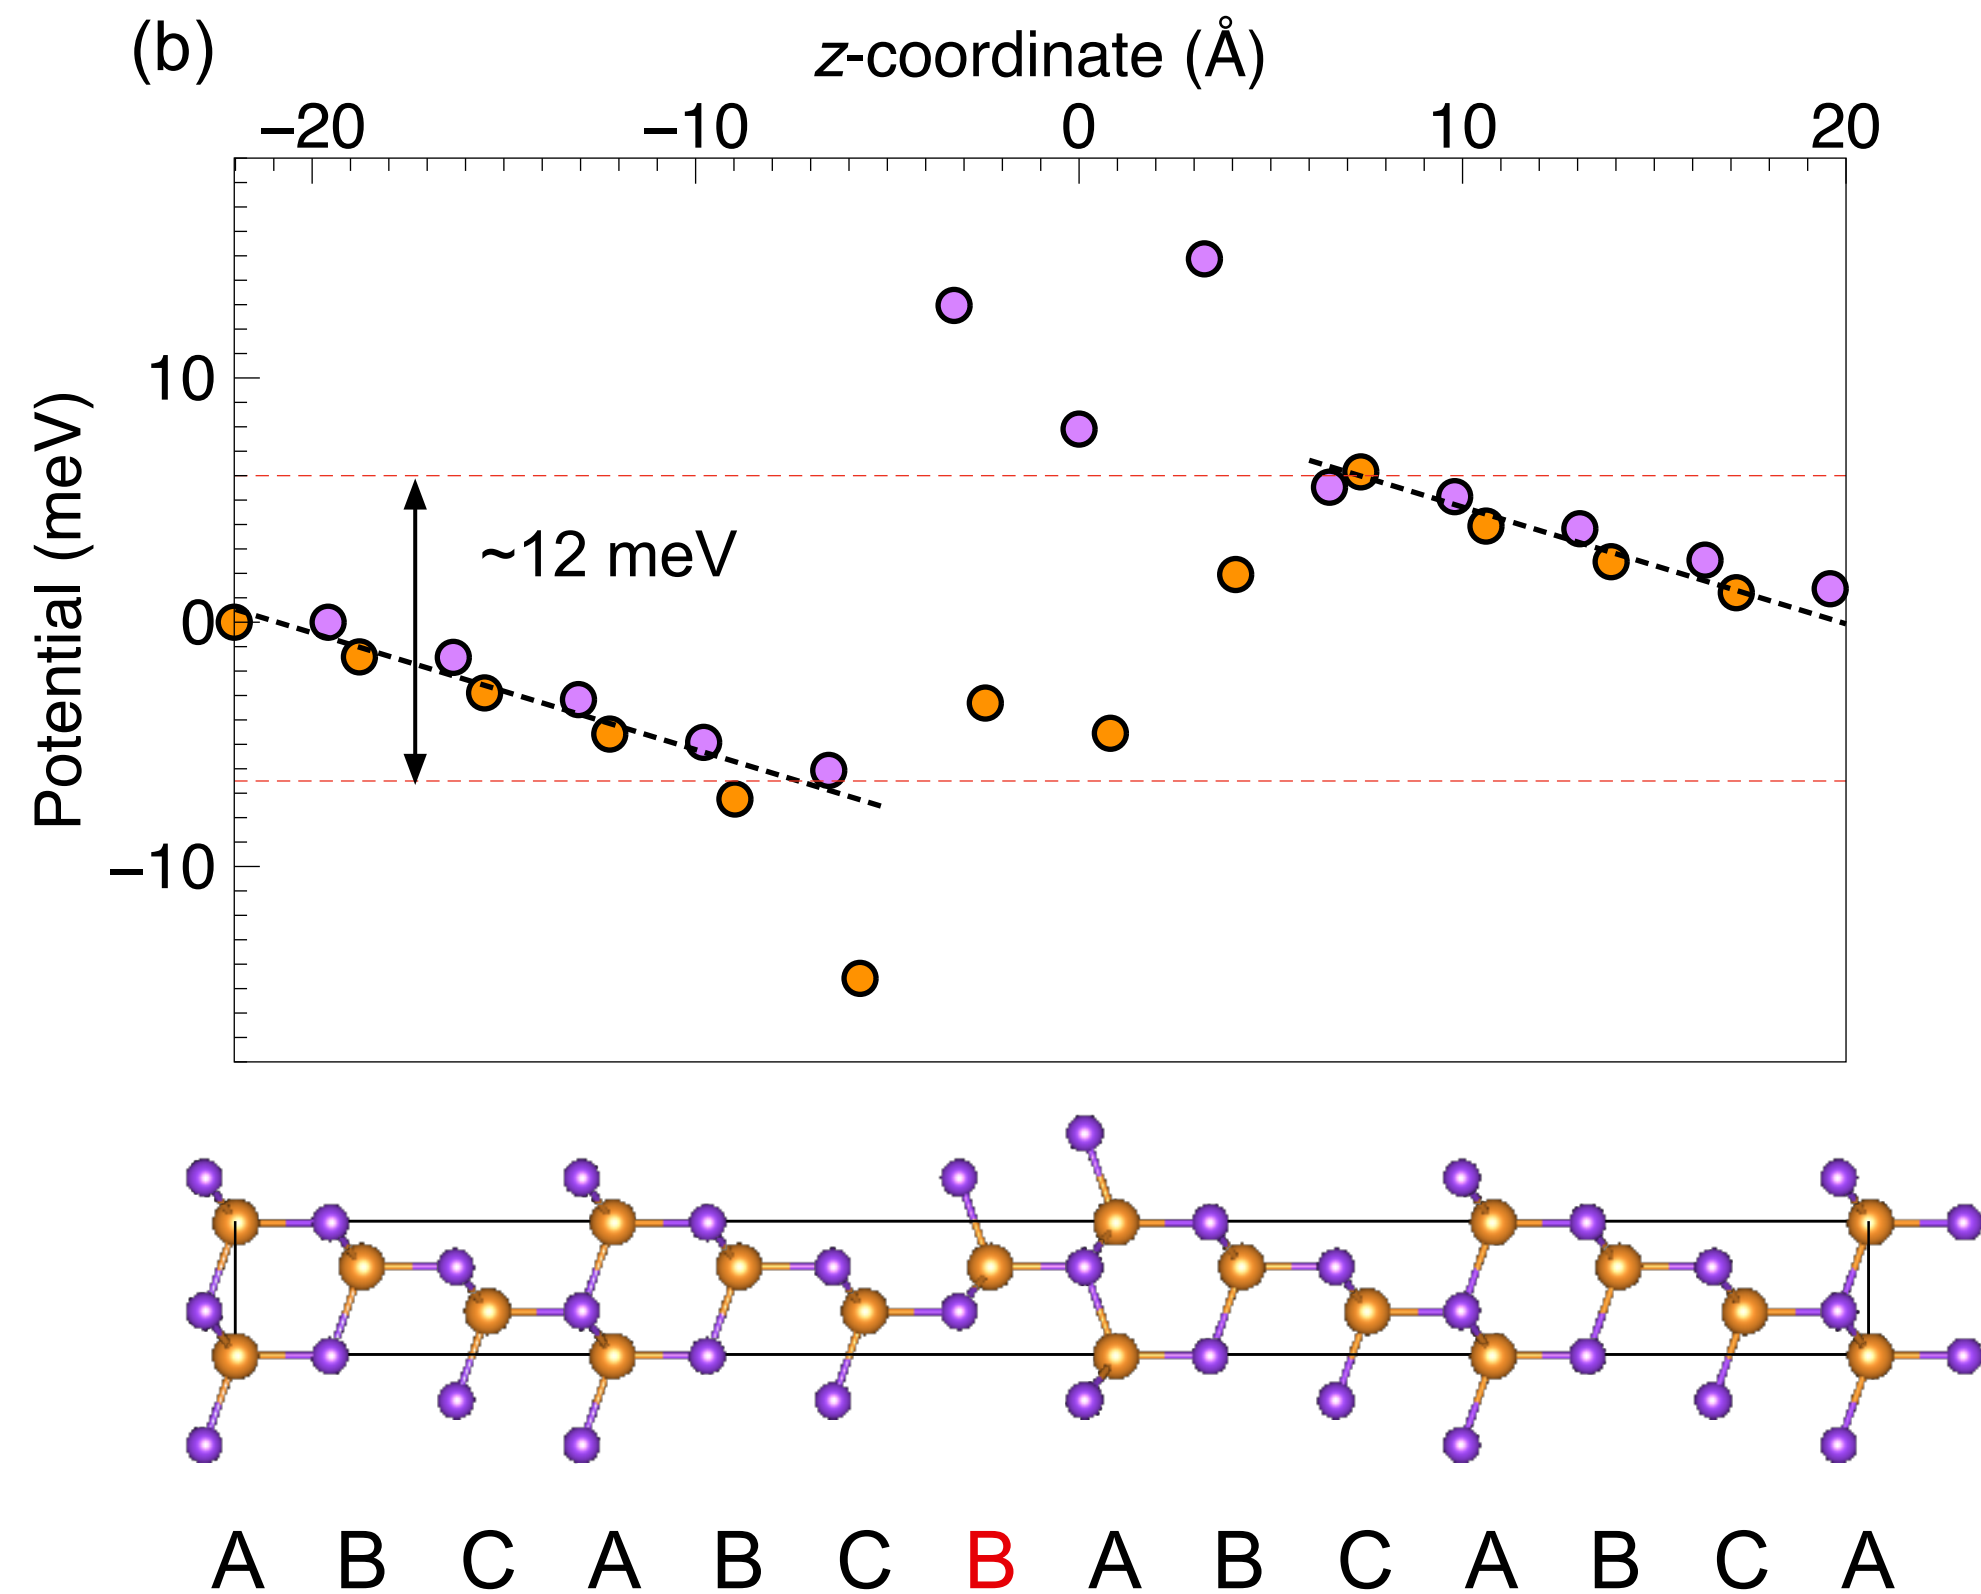 (b)
z-coordinate (Å)
−20 −10 0 10 20
Potential (meV)
10
~12 meV
0
−10
A B C A B C B A B C A B C A